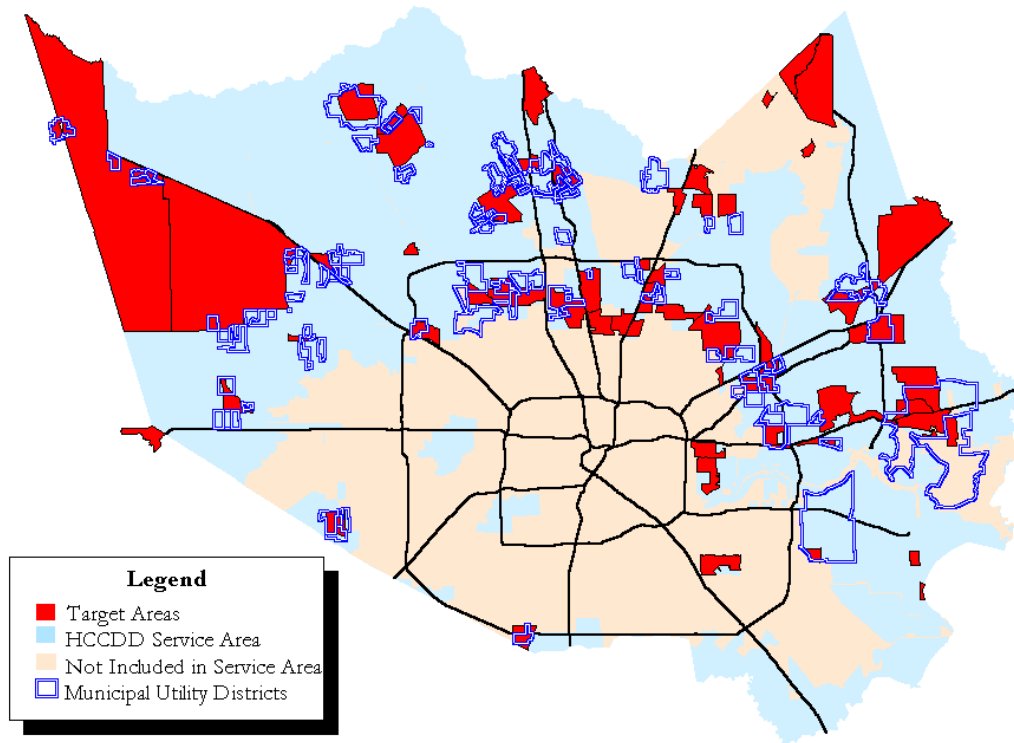 Legend
Target Areas
HCCDD Service Area
Not Included in Service Area
Municipal Utility Districts